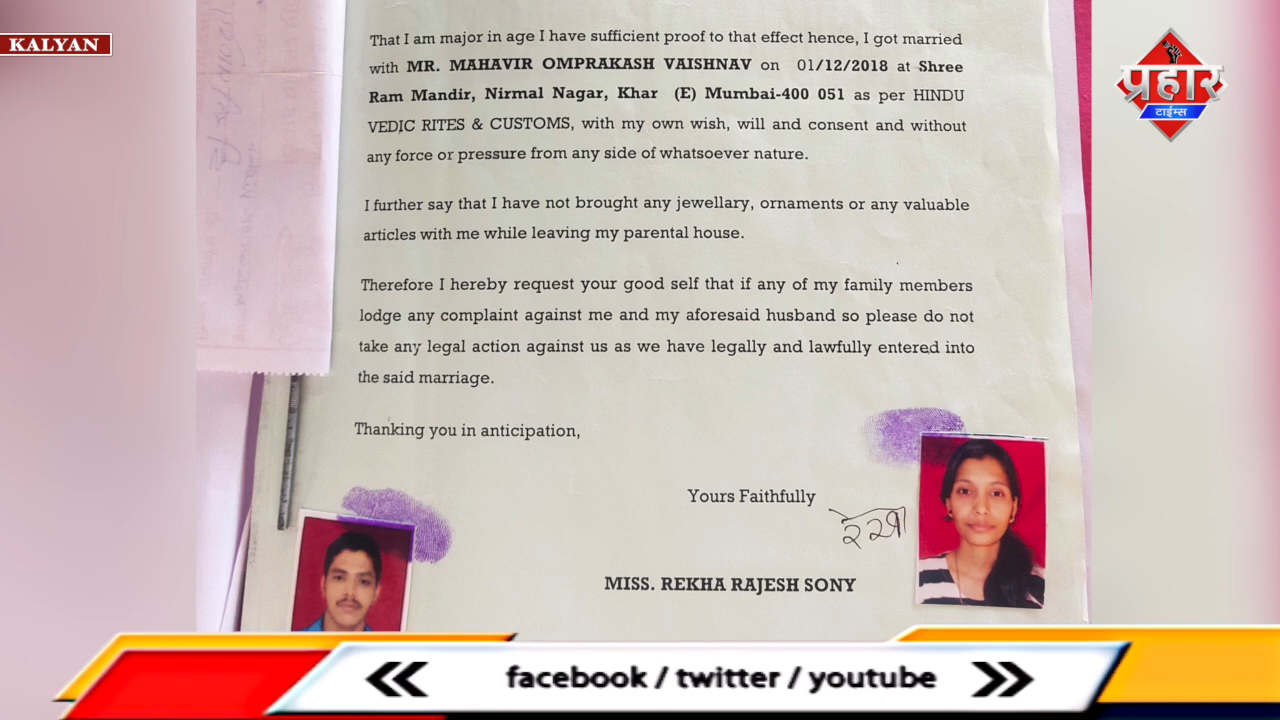 KALYAN
प्रहार
टाईम्स
That I am major in age I have sufficient proof to that effect hence, I got married
with MR. MAHAVIR OMPRAKASH VAISHNAV on 01/12/2018 at Shree
Ram Mandir, Nirmal Nagar, Khar (E) Mumbai-400 051 as per HINDU
VEDIC RITES & CUSTOMS, with my own wish, will and consent and without
any force or pressure from any side of whatsoever nature.
I further say that I have not brought any jewellary, ornaments or any valuable
articles with me while leaving my parental house.
Therefore I hereby request your good self that if any of my family members
lodge any complaint against me and my aforesaid husband so please do not
take any legal action against us as we have legally and lawfully entered into
the said marriage.
Thanking you in anticipation,
Yours Faithfully
रेखा
MISS. REKHA RAJESH SONY
facebook / twitter / youtube